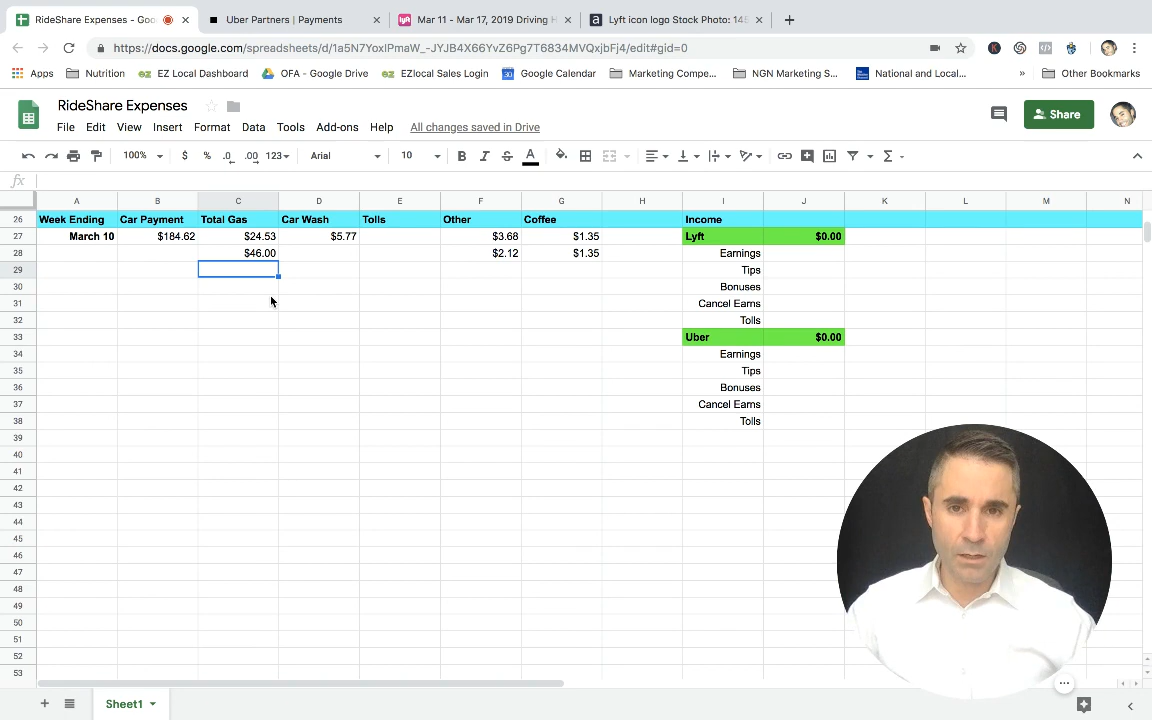 RideShare Expenses - Goo
Uber Partners | Payments
Mar 11 - Mar 17, 2019 Driving H
Lyft icon logo Stock Photo: 148
https://docs.google.com/spreadsheets/d/1a5N7YoxlPmaW_-JYJB4X66YvZ6Pg7T6834MVQxjbFj4/edit#gid=0
Apps Nutrition EZ Local Dashboard OFA - Google Drive EZlocal Sales Login Google Calendar Marketing Compe... NGN Marketing S... National and Local... » Other Bookmarks
RideShare Expenses
File Edit View Insert Format Data Tools Add-ons Help All changes saved in Drive
Share
100% $ % .0 .00 123 Arial 10 B I S A Σ
fx
A B C D E F G H I J K L M N
26 Week Ending Car Payment Total Gas Car Wash Tolls Other Coffee Income
27 March 10 $184.62 $24.53 $5.77 $3.68 $1.35 Lyft $0.00
28 $46.00 $2.12 $1.35 Earnings
29 Tips
30 Bonuses
31 Cancel Earns
32 Tolls
33 Uber $0.00
34 Earnings
35 Tips
36 Bonuses
37 Cancel Earns
38 Tolls
39
40
41
42
43
44
45
46
47
48
49
50
51
52
53
Sheet1